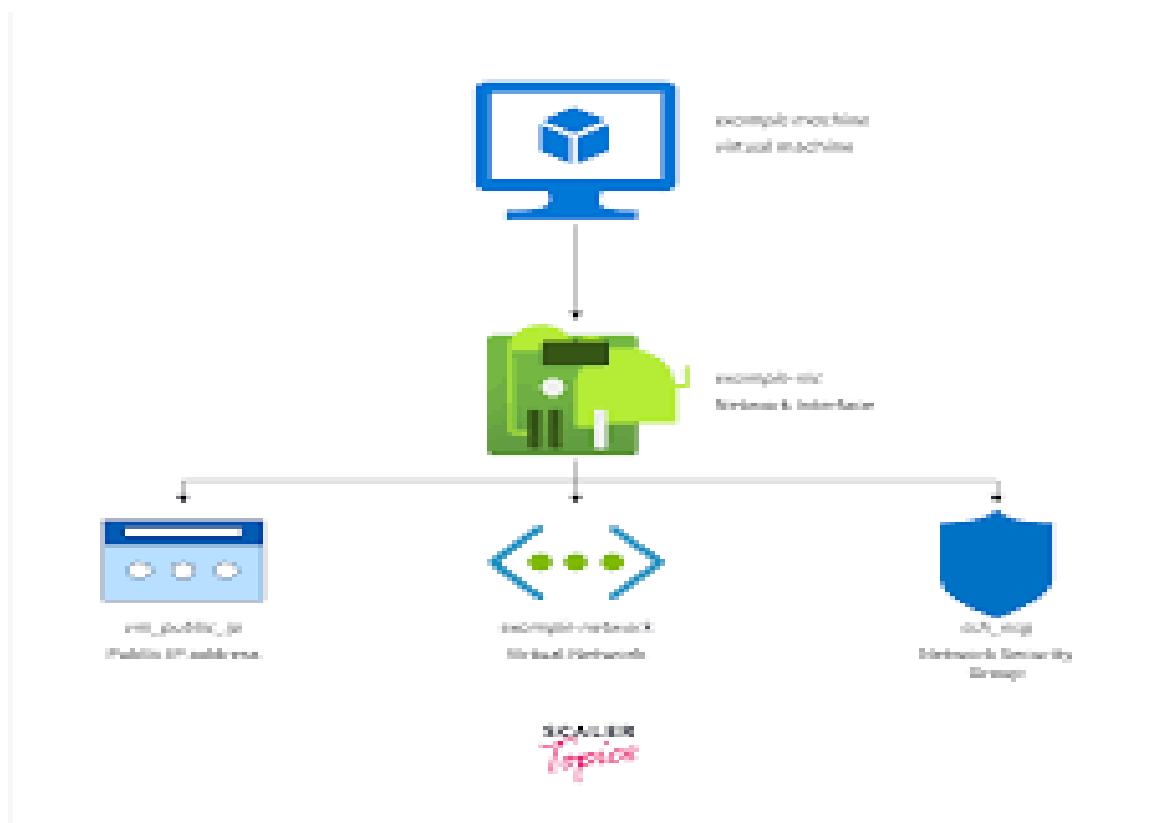 example-machine
virtual machine
example-nic
Network Interface
vm_public_ip
Public IP address
example-network
Virtual Network
ssh_nsg
Network Security
Group
SCALER
Topics